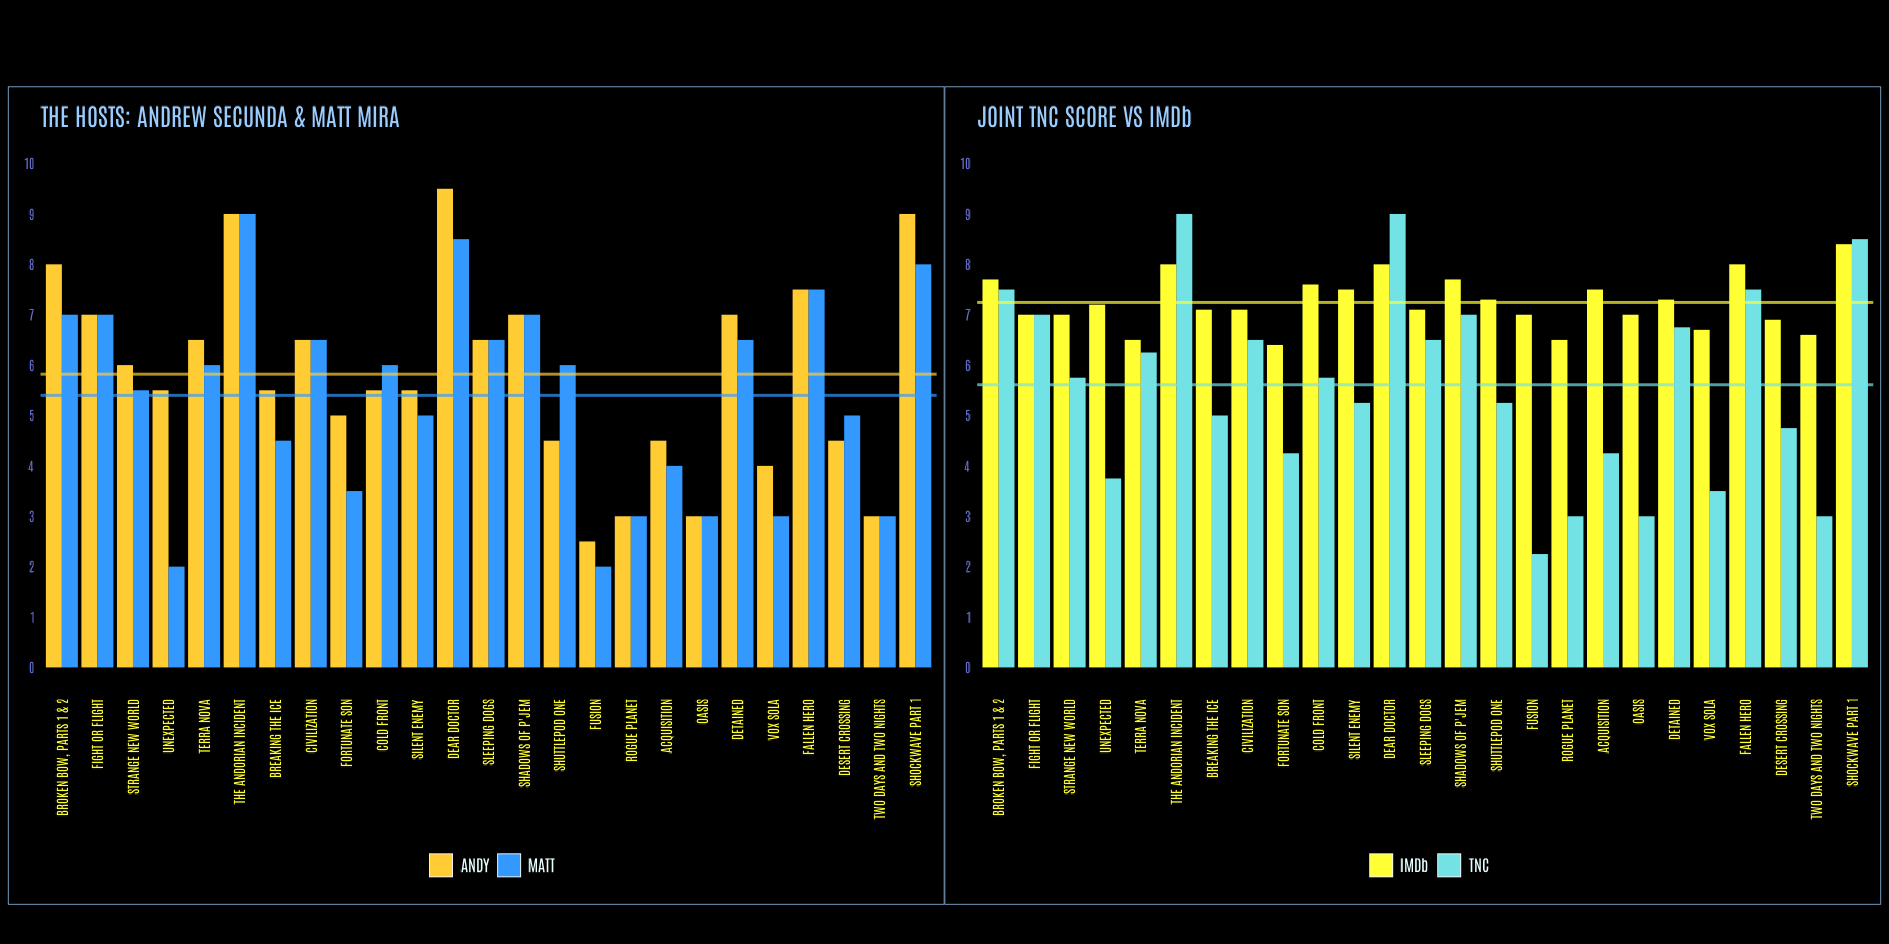 THE HOSTS: ANDREW SECUNDA & MATT MIRA
10
9
8
7
6
5
4
3
2
1
0
BROKEN BOW, PARTS 1 & 2
FIGHT OR FLIGHT
STRANGE NEW WORLD
UNEXPECTED
TERRA NOVA
THE ANDORIAN INCIDENT
BREAKING THE ICE
CIVILIZATION
FORTUNATE SON
COLD FRONT
SILENT ENEMY
DEAR DOCTOR
SLEEPING DOGS
SHADOWS OF P'JEM
SHUTTLEPOD ONE
FUSION
ROGUE PLANET
ACQUISITION
OASIS
DETAINED
VOX SOLA
FALLEN HERO
DESERT CROSSING
TWO DAYS AND TWO NIGHTS
SHOCKWAVE PART 1
ANDY
MATT
JOINT TNC SCORE VS IMDb
10
9
8
7
6
5
4
3
2
1
0
BROKEN BOW, PARTS 1 & 2
FIGHT OR FLIGHT
STRANGE NEW WORLD
UNEXPECTED
TERRA NOVA
THE ANDORIAN INCIDENT
BREAKING THE ICE
CIVILIZATION
FORTUNATE SON
COLD FRONT
SILENT ENEMY
DEAR DOCTOR
SLEEPING DOGS
SHADOWS OF P'JEM
SHUTTLEPOD ONE
FUSION
ROGUE PLANET
ACQUISITION
OASIS
DETAINED
VOX SOLA
FALLEN HERO
DESERT CROSSING
TWO DAYS AND TWO NIGHTS
SHOCKWAVE PART 1
IMDb
TNC